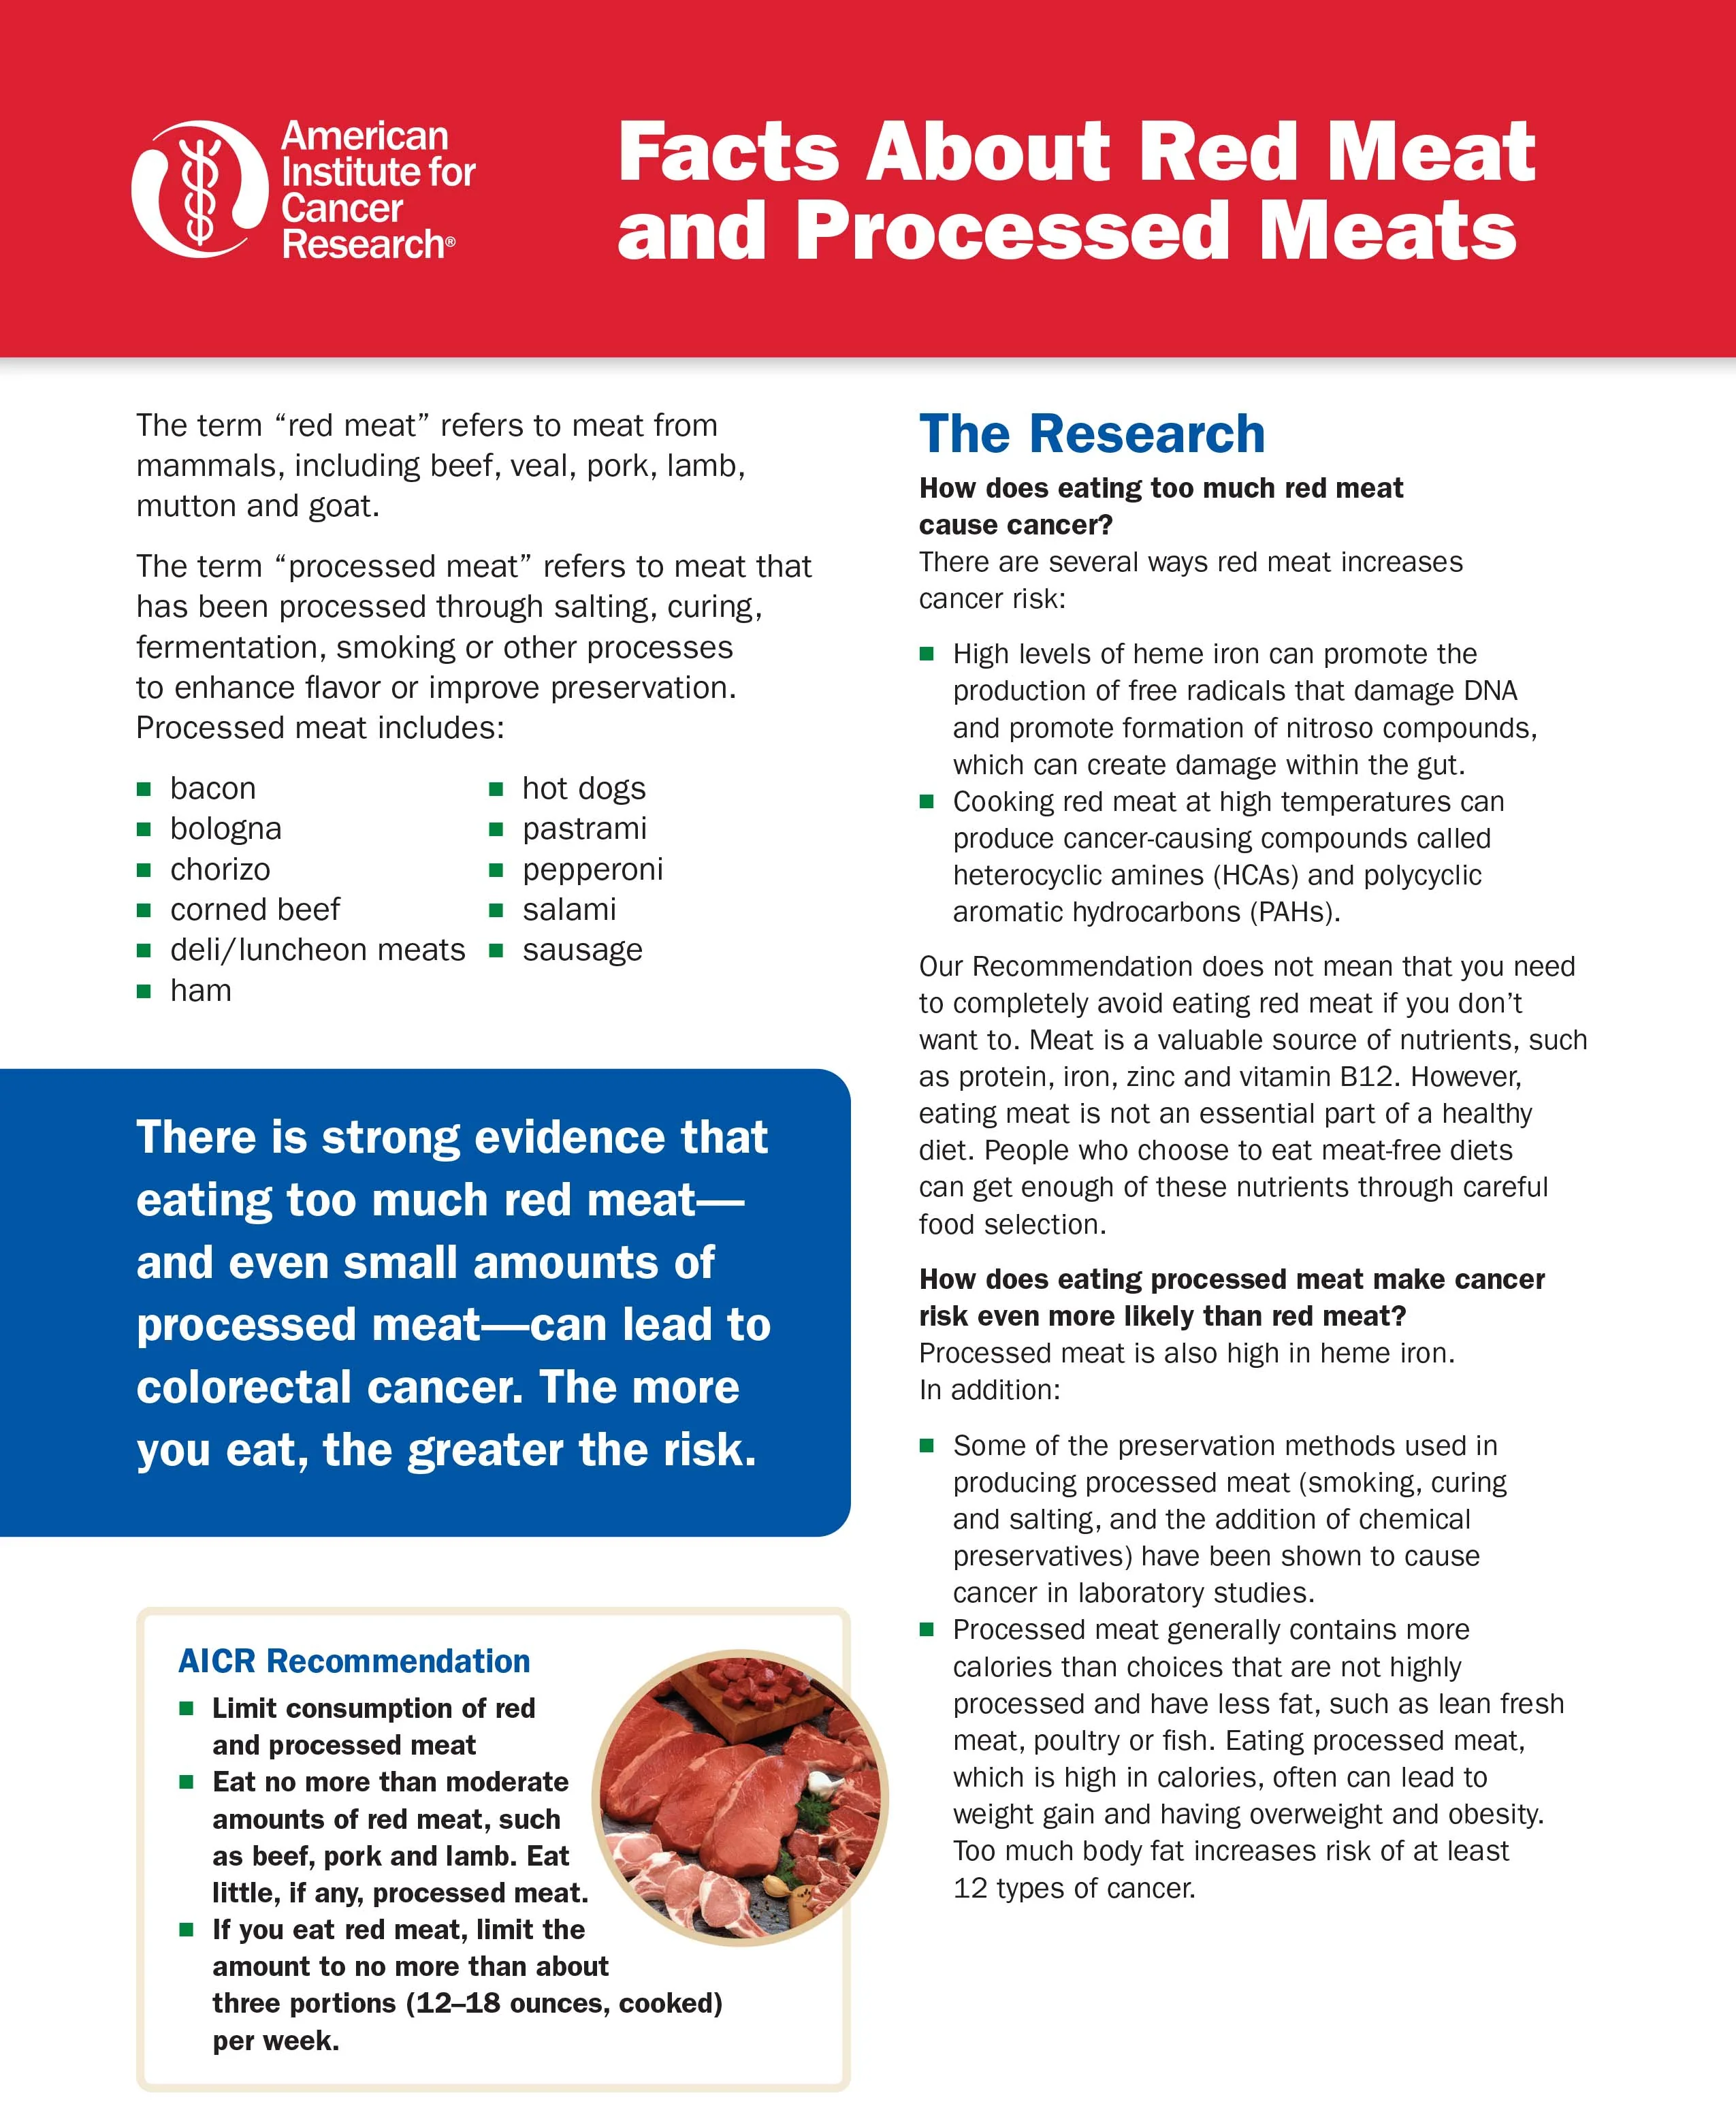 American
Institute for
Cancer
Research®
Facts About Red Meat
and Processed Meats
The term “red meat” refers to meat from
mammals, including beef, veal, pork, lamb,
mutton and goat.
The term “processed meat” refers to meat that
has been processed through salting, curing,
fermentation, smoking or other processes
to enhance flavor or improve preservation.
Processed meat includes:
■ bacon
■ bologna
■ chorizo
■ corned beef
■ deli/luncheon meats
■ ham
■ hot dogs
■ pastrami
■ pepperoni
■ salami
■ sausage
There is strong evidence that
eating too much red meat—
and even small amounts of
processed meat—can lead to
colorectal cancer. The more
you eat, the greater the risk.
AICR Recommendation
■ Limit consumption of red
and processed meat
■ Eat no more than moderate
amounts of red meat, such
as beef, pork and lamb. Eat
little, if any, processed meat.
■ If you eat red meat, limit the
amount to no more than about
three portions (12–18 ounces, cooked)
per week.
The Research
How does eating too much red meat
cause cancer?
There are several ways red meat increases
cancer risk:
■ High levels of heme iron can promote the
production of free radicals that damage DNA
and promote formation of nitroso compounds,
which can create damage within the gut.
■ Cooking red meat at high temperatures can
produce cancer-causing compounds called
heterocyclic amines (HCAs) and polycyclic
aromatic hydrocarbons (PAHs).
Our Recommendation does not mean that you need
to completely avoid eating red meat if you don’t
want to. Meat is a valuable source of nutrients, such
as protein, iron, zinc and vitamin B12. However,
eating meat is not an essential part of a healthy
diet. People who choose to eat meat-free diets
can get enough of these nutrients through careful
food selection.
How does eating processed meat make cancer
risk even more likely than red meat?
Processed meat is also high in heme iron.
In addition:
■ Some of the preservation methods used in
producing processed meat (smoking, curing
and salting, and the addition of chemical
preservatives) have been shown to cause
cancer in laboratory studies.
■ Processed meat generally contains more
calories than choices that are not highly
processed and have less fat, such as lean fresh
meat, poultry or fish. Eating processed meat,
which is high in calories, often can lead to
weight gain and having overweight and obesity.
Too much body fat increases risk of at least
12 types of cancer.